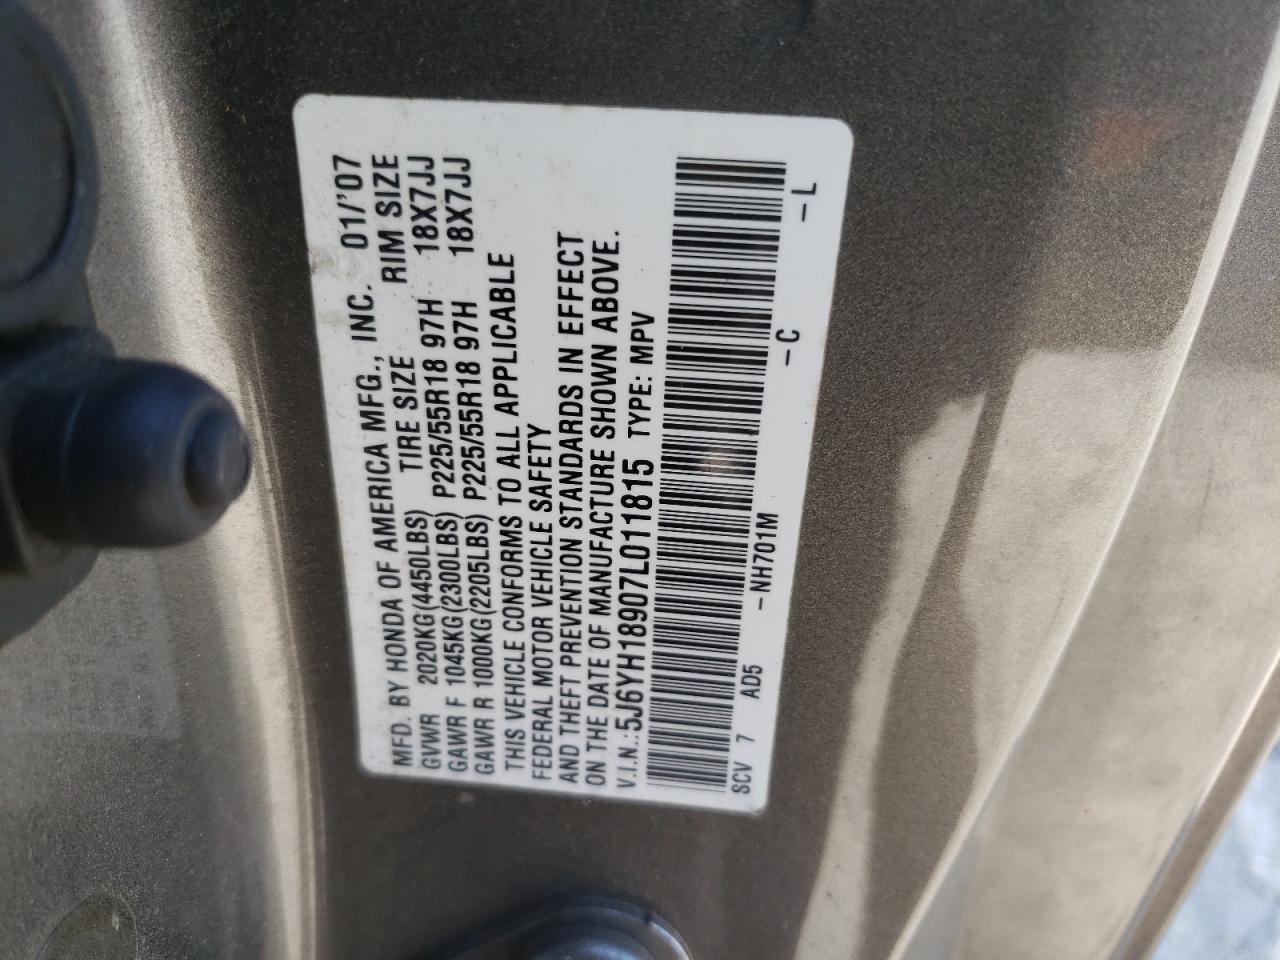 MFD. BY HONDA OF AMERICA MFG., INC. 01/'07
GVWR 2020KG(4450LBS) TIRE SIZE RIM SIZE
GAWR F 1045KG(2300LBS) P225/55R18 97H 18X7JJ
GAWR R 1000KG(2205LBS) P225/55R18 97H 18X7JJ
THIS VEHICLE CONFORMS TO ALL APPLICABLE
FEDERAL MOTOR VEHICLE SAFETY
AND THEFT PREVENTION STANDARDS IN EFFECT
ON THE DATE OF MANUFACTURE SHOWN ABOVE.
V.I.N.:5J6YH18907L011815 TYPE: MPV
SCV 7 AD5 -NH701M -C -L